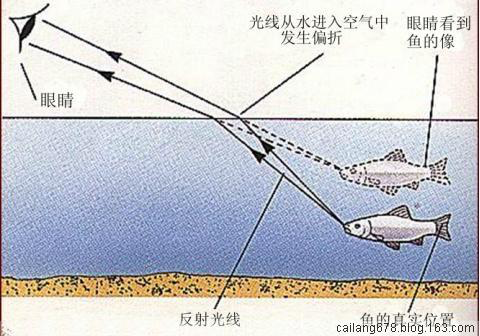 光线从水进入空气中
发生偏折
眼睛看到
鱼的像
眼睛
反射光线
鱼的真实位置
cailang678.blog.163.com